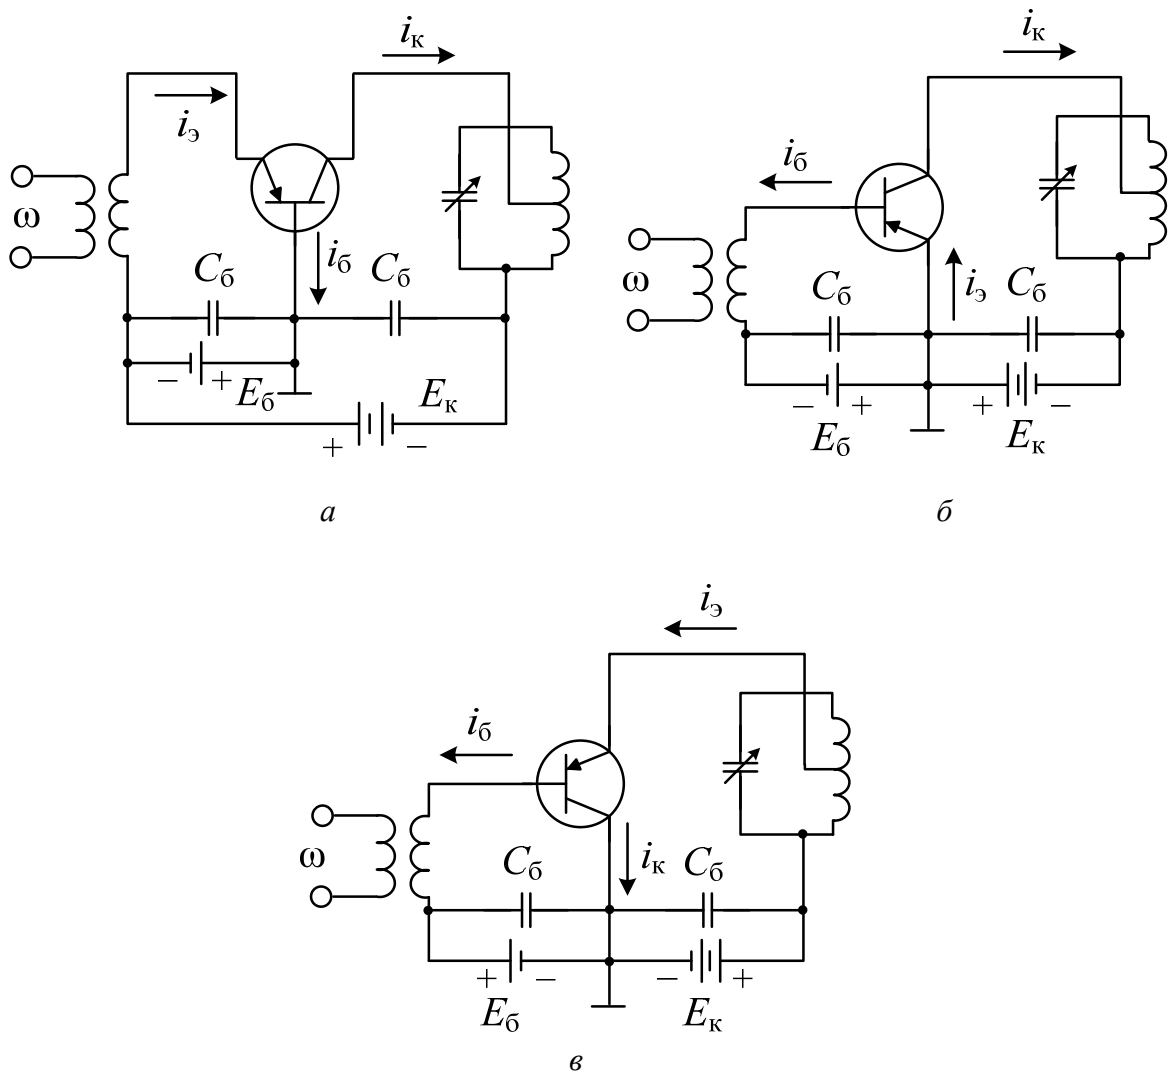 iэ
iк
ω
Cб
iб
Cб
− + Eб
Eк
+ −
а
iк
iб
ω
Cб
iэ
Cб
− + + −
Eб Eк
б
iэ
iб
ω
Cб
iк
Cб
+ − − +
Eб Eк
в